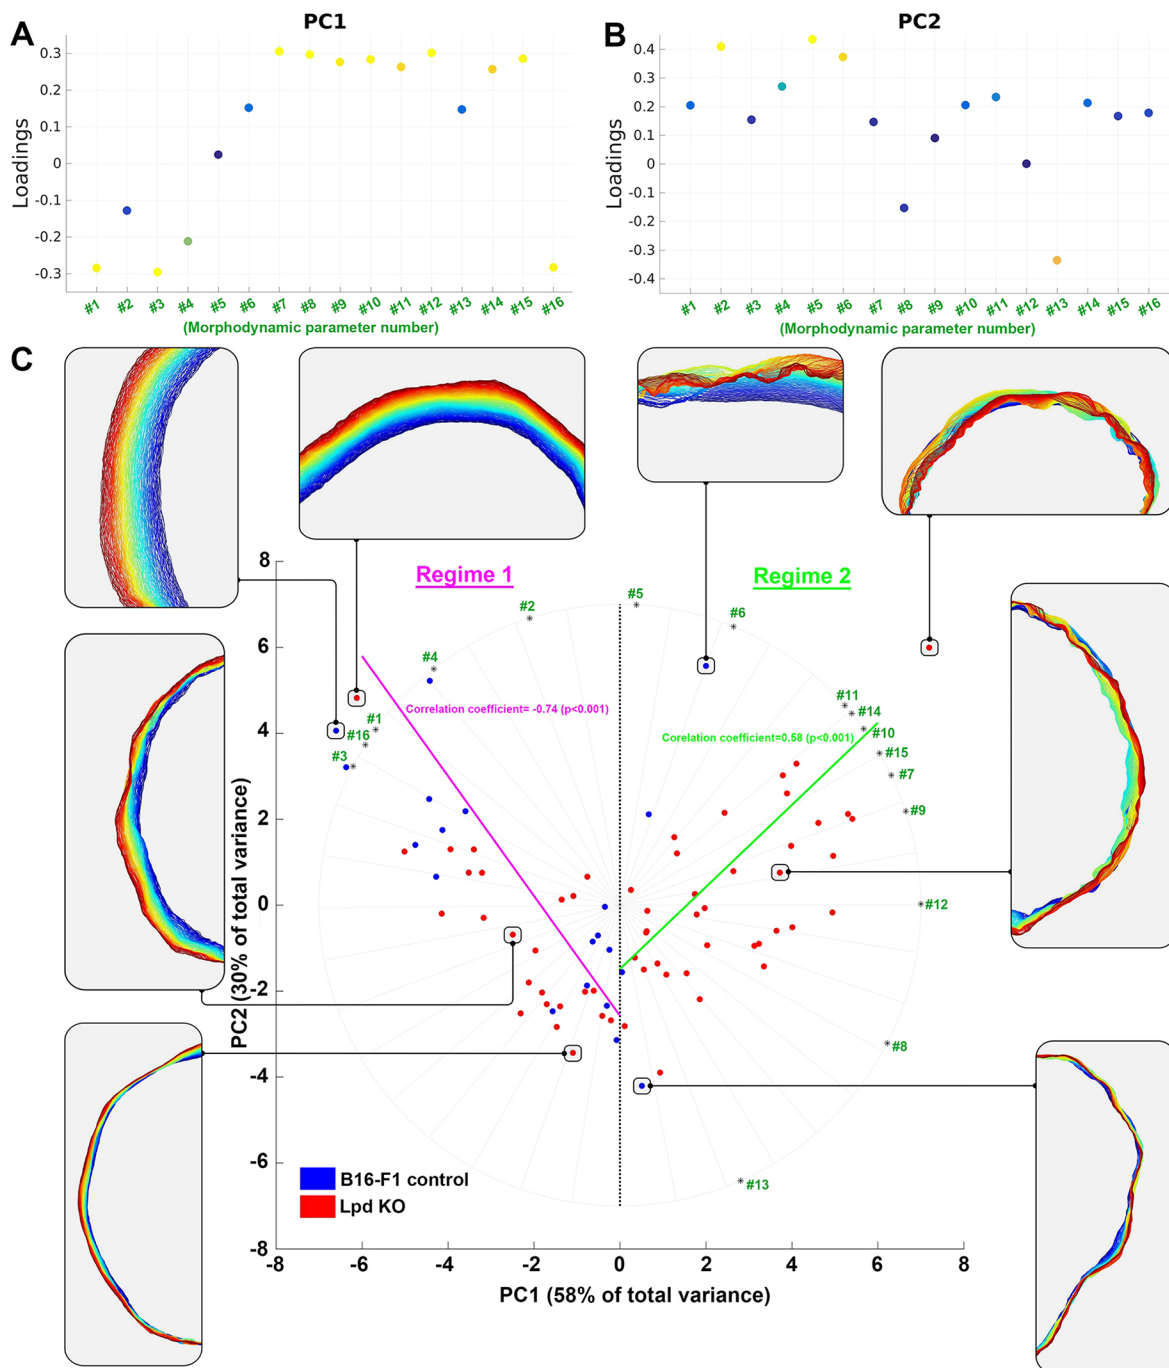 A
PC1
Loadings
0.3
0.2
0.1
0
-0.1
-0.2
-0.3
#1 #2 #3 #4 #5 #6 #7 #8 #9 #10 #11 #12 #13 #14 #15 #16
(Morphodynamic parameter number)
B
PC2
Loadings
0.4
0.3
0.2
0.1
0
-0.1
-0.2
-0.3
-0.4
#1 #2 #3 #4 #5 #6 #7 #8 #9 #10 #11 #12 #13 #14 #15 #16
(Morphodynamic parameter number)
C
Regime 1
Regime 2
#5
#2
#6
#4
#11
#1
#14
#16
#10
#3
#15
#7
#9
#12
#8
#13
Correlation coefficient= -0.74 (p<0.001)
Corelation coefficient=0.58 (p<0.001)
PC2 (30% of total variance)
8
6
4
2
0
-2
-4
-6
-8
B16-F1 control
Lpd KO
-8 -6 -4 -2 0 2 4 6 8
PC1 (58% of total variance)